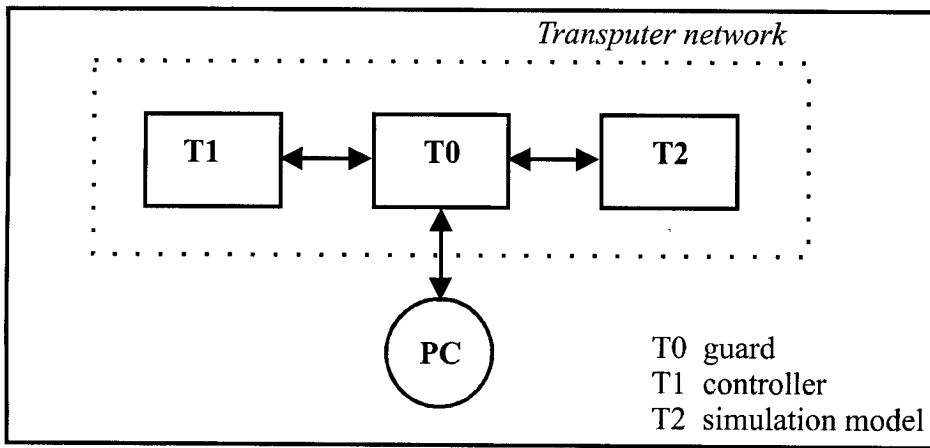 Transputer network
T1
T0
T2
PC
T0 guard
T1 controller
T2 simulation model